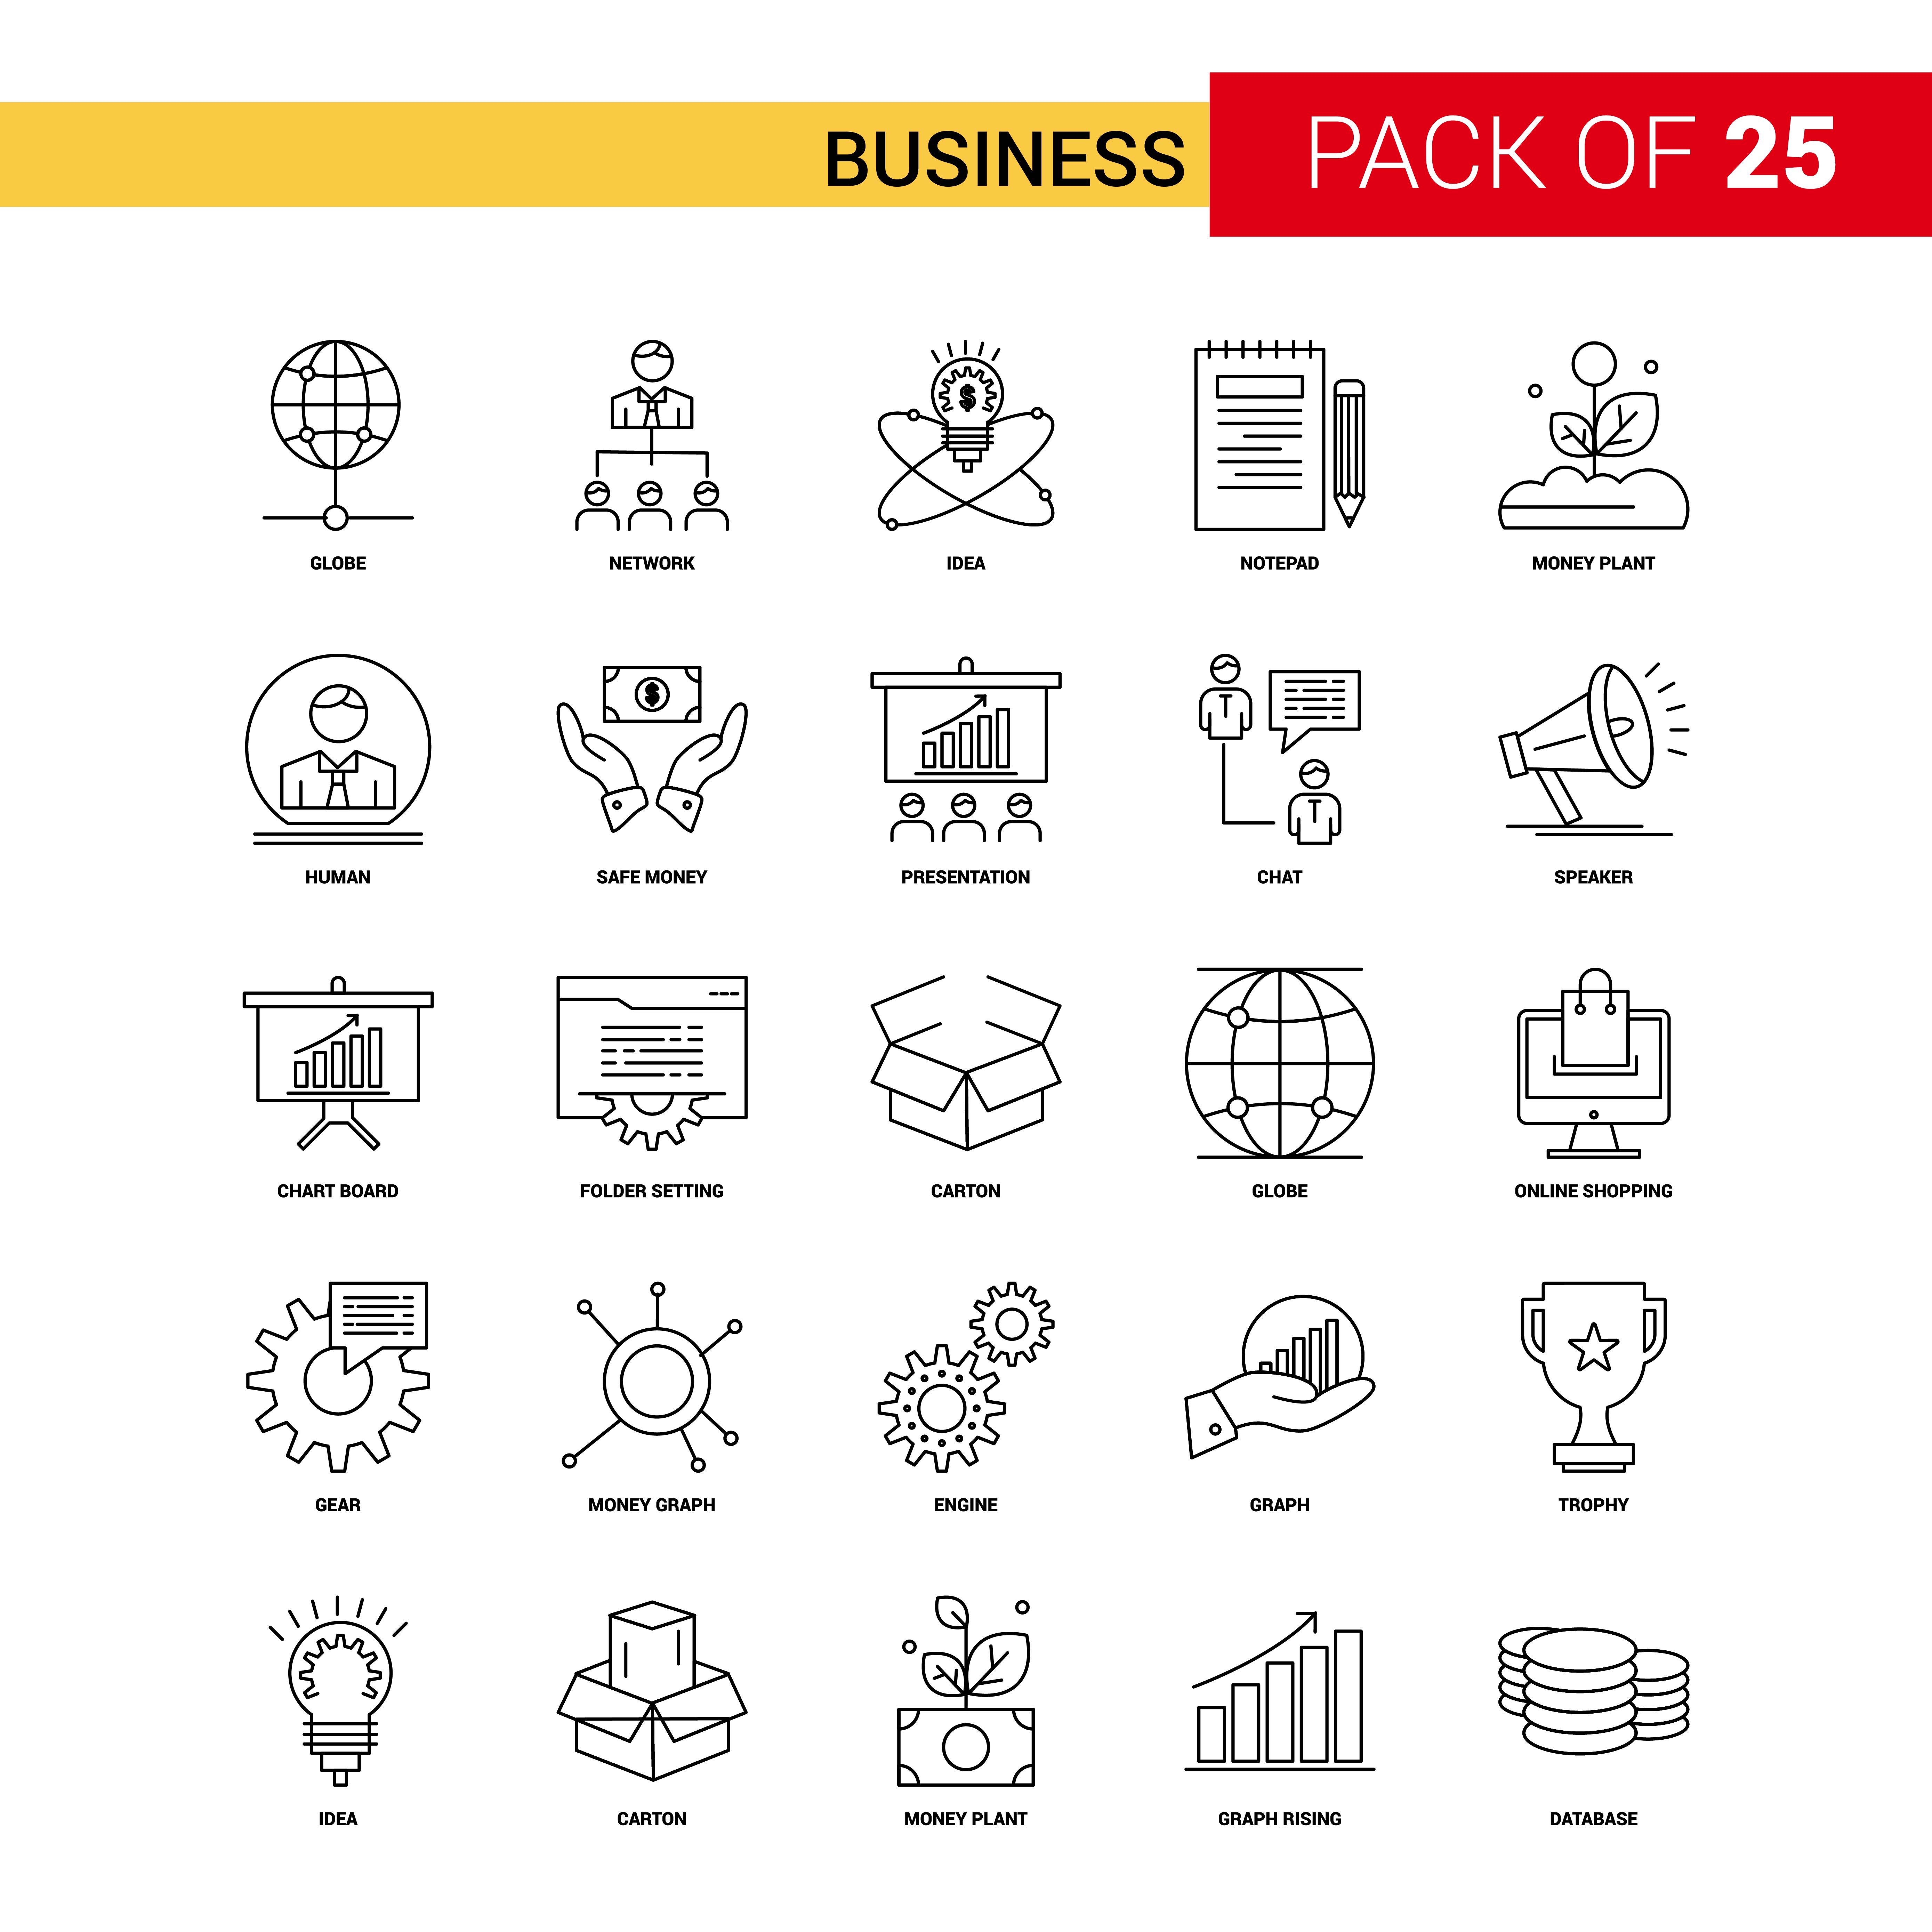 BUSINESS PACK OF 25
GLOBE NETWORK IDEA NOTEPAD MONEY PLANT
HUMAN SAFE MONEY PRESENTATION CHAT SPEAKER
CHART BOARD FOLDER SETTING CARTON GLOBE ONLINE SHOPPING
GEAR MONEY GRAPH ENGINE GRAPH TROPHY
IDEA CARTON MONEY PLANT GRAPH RISING DATABASE